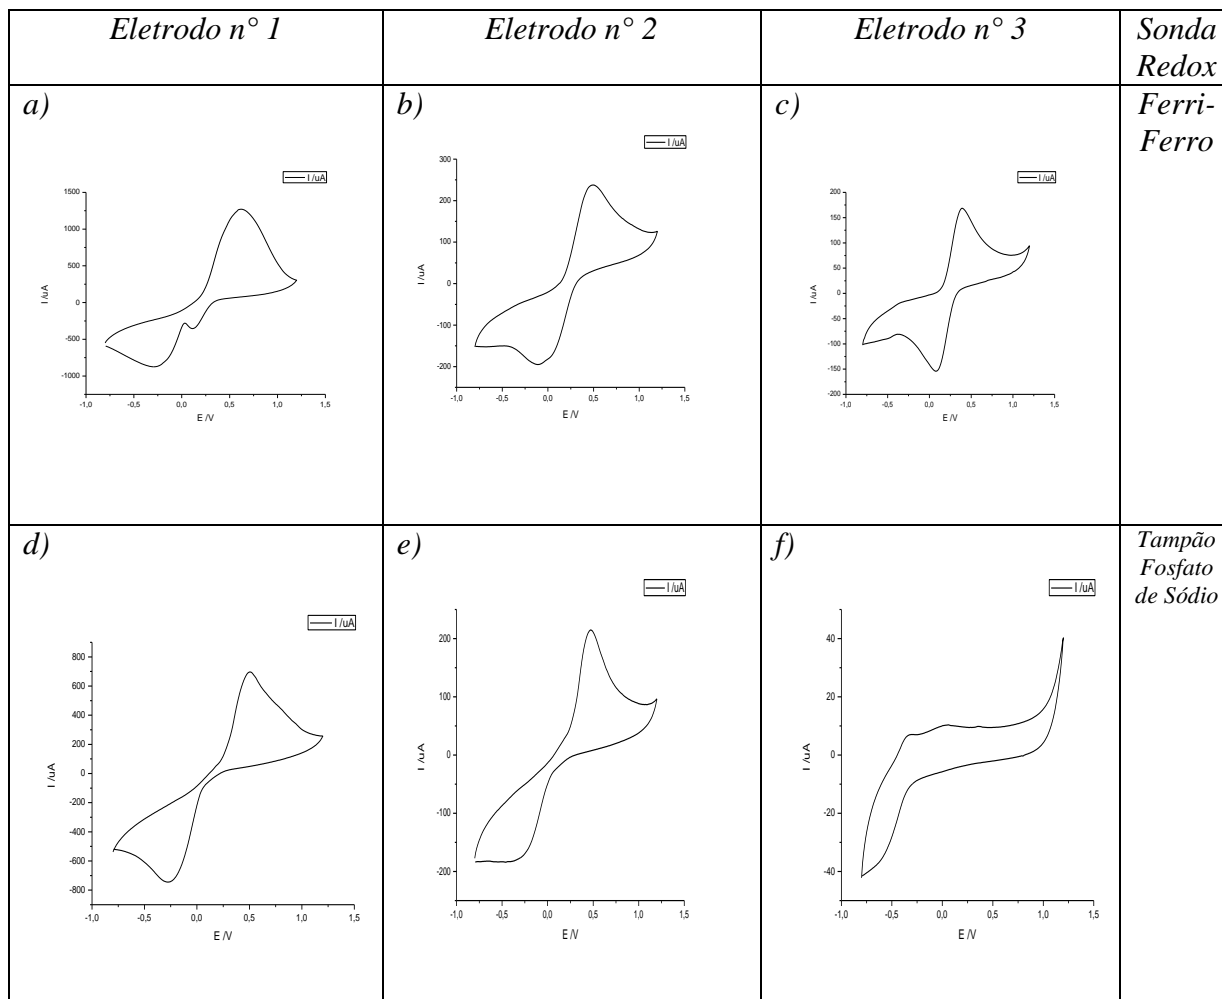 Eletrodo n° 1
Eletrodo n° 2
Eletrodo n° 3
Sonda
Redox
a)
b)
c)
Ferri-
Ferro
I /uA
1500
1000
500
0
-500
-1000
-1,0
-0,5
0,0
0,5
1,0
1,5
I /uA
E /V
I /uA
300
200
100
0
-100
-200
-1,0
-0,5
0,0
0,5
1,0
1,5
I /uA
E /V
I /uA
200
150
100
50
0
-50
-100
-150
-200
-1,0
-0,5
0,0
0,5
1,0
1,5
I /uA
E /V
d)
e)
f)
Tampão
Fosfato
de Sódio
I /uA
800
600
400
200
0
-200
-400
-600
-800
-1,0
-0,5
0,0
0,5
1,0
1,5
I /uA
E /V
I /uA
200
100
0
-100
-200
-1,0
-0,5
0,0
0,5
1,0
1,5
I /uA
E /V
I /uA
40
20
0
-20
-40
-1,0
-0,5
0,0
0,5
1,0
1,5
I /uA
E /V